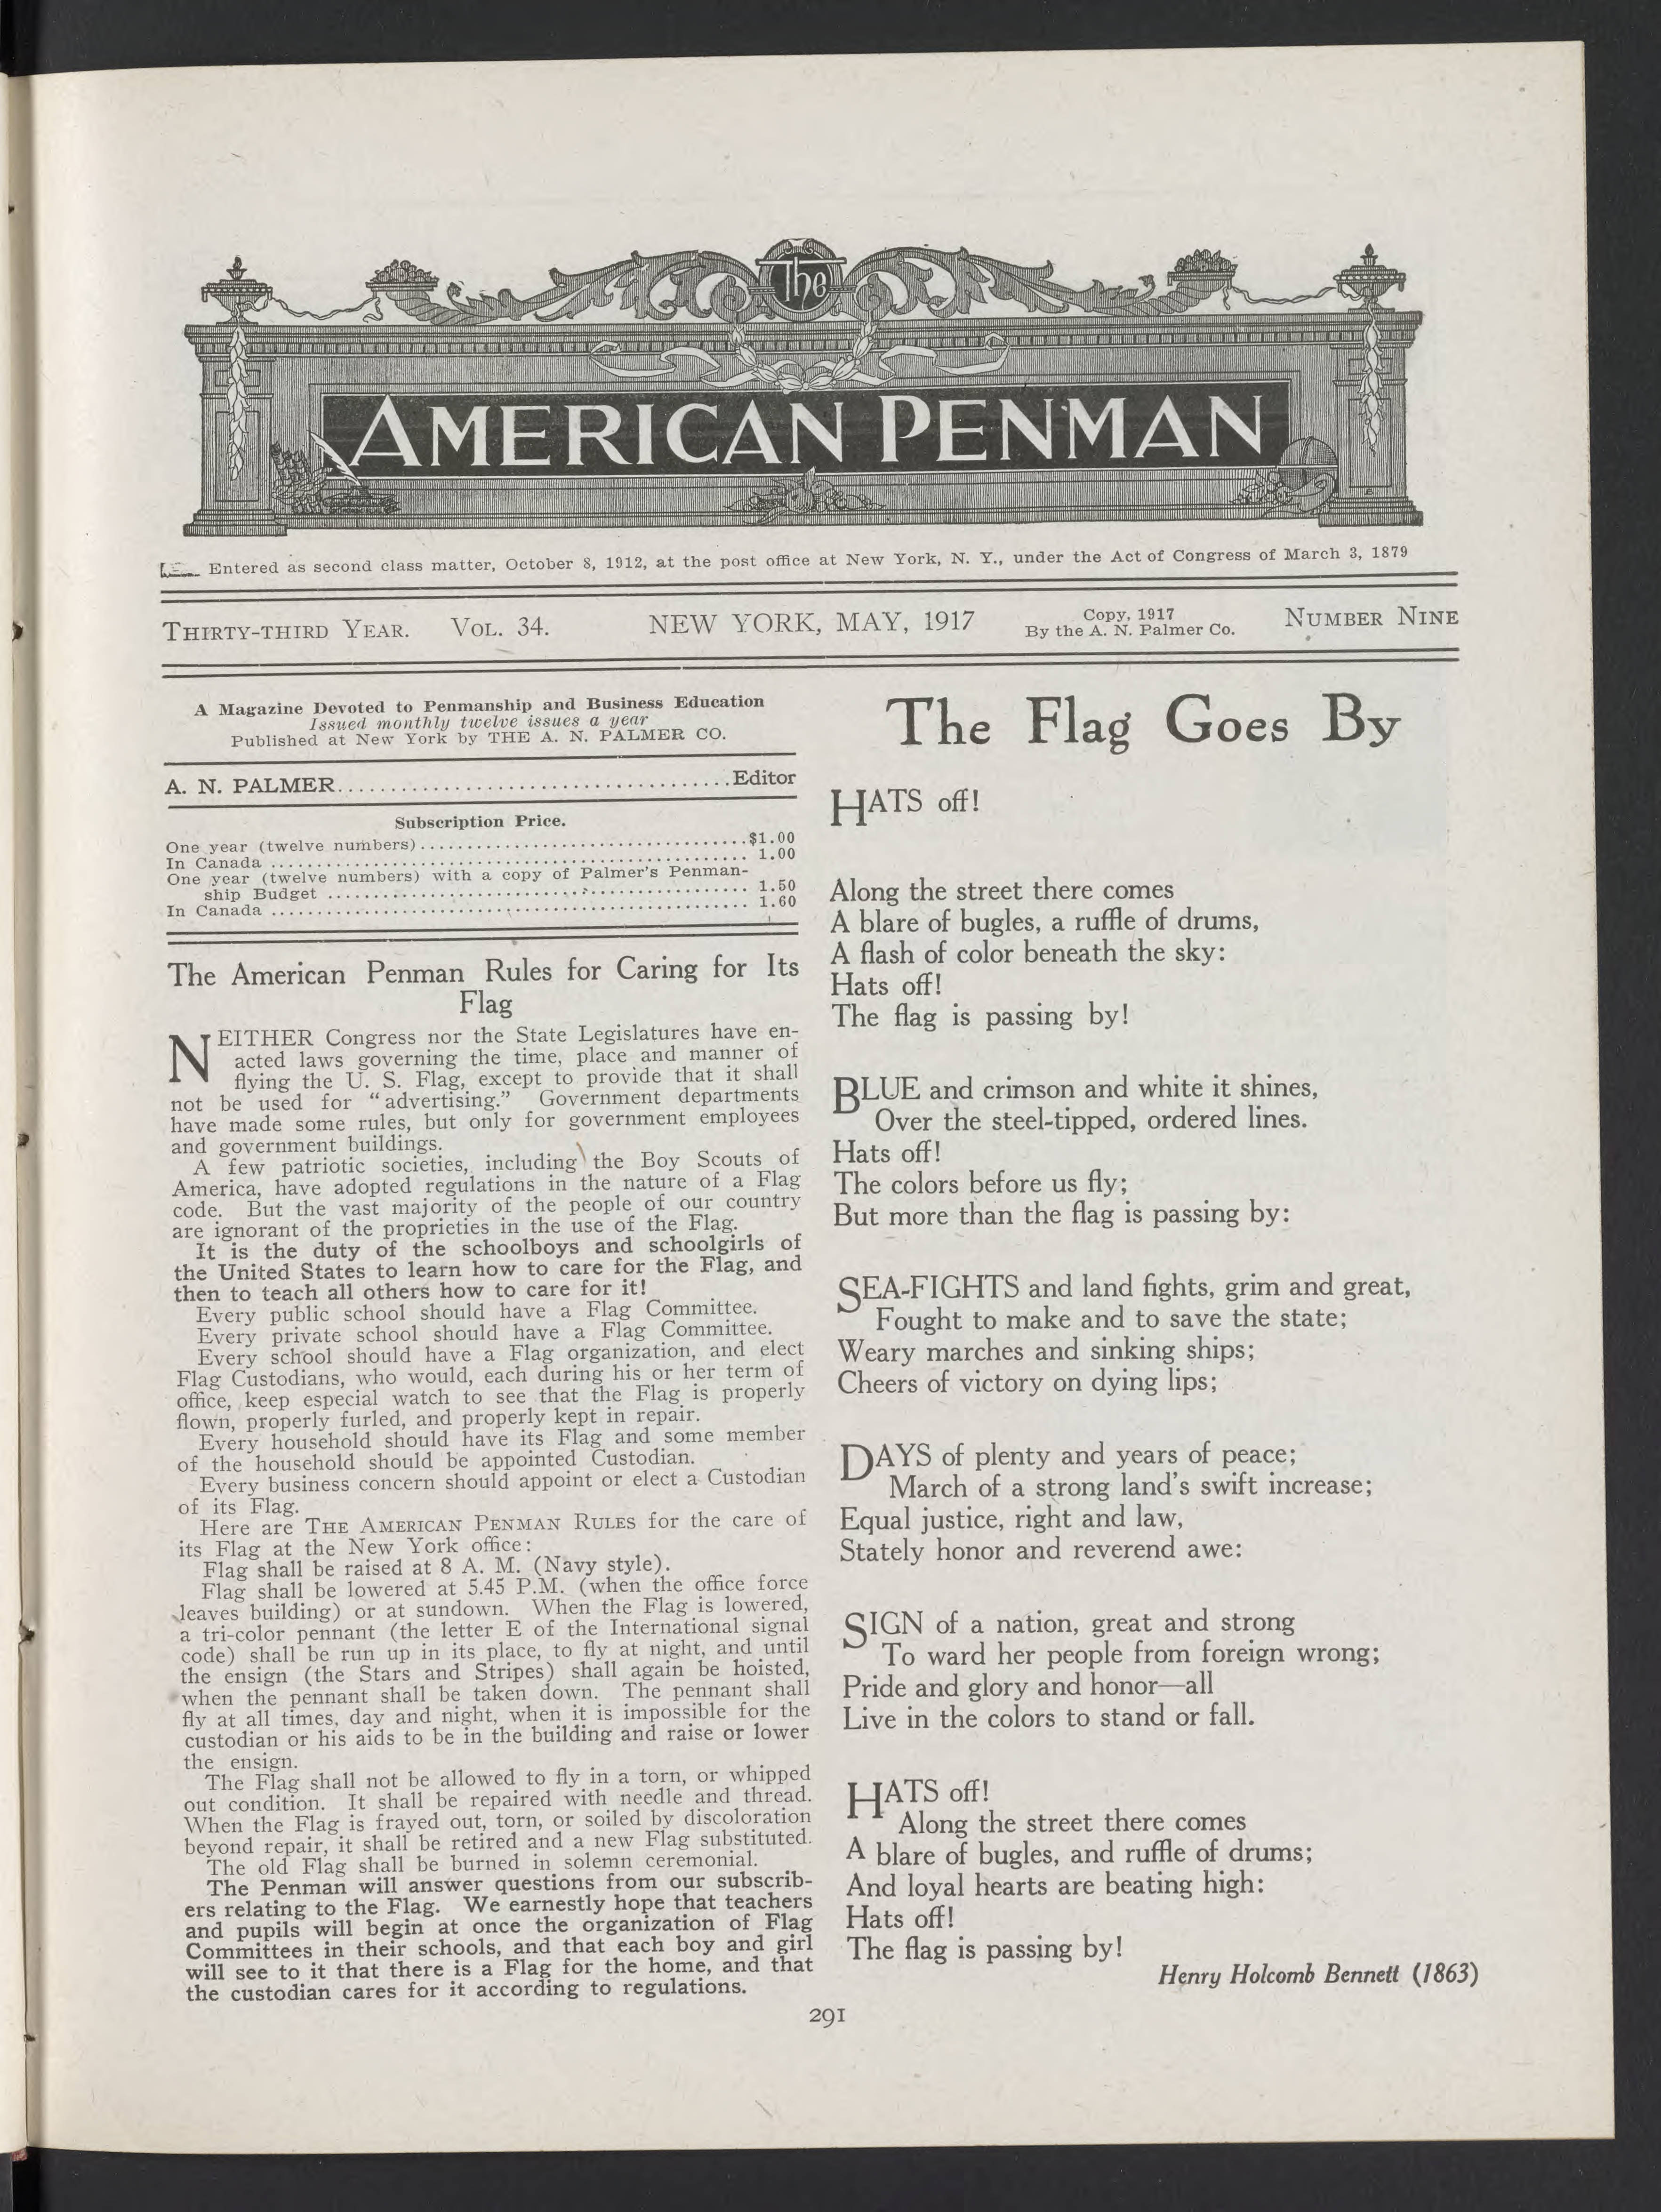 The
AMERICAN PENMAN
Entered as second class matter, October 8, 1912, at the post office at New York, N. Y., under the Act of Congress of March 3, 1879
THIRTY-THIRD YEAR. VOL. 34. NEW YORK, MAY, 1917 Copy, 1917
By the A. N. Palmer Co. NUMBER NINE
A Magazine Devoted to Penmanship and Business Education
Issued monthly twelve issues a year
Published at New York by THE A. N. PALMER CO.
A. N. PALMER.....................................Editor
Subscription Price.
One year (twelve numbers)....................................$1.00
In Canada .................................................... 1.00
One year (twelve numbers) with a copy of Palmer's Penman-
ship Budget .............................................. 1.50
In Canada .................................................... 1.60
The American Penman Rules for Caring for Its
Flag
NEITHER Congress nor the State Legislatures have en-
acted laws governing the time, place and manner of
flying the U. S. Flag, except to provide that it shall
not be used for "advertising." Government departments
have made some rules, but only for government employees
and government buildings.
A few patriotic societies, including the Boy Scouts of
America, have adopted regulations in the nature of a Flag
code. But the vast majority of the people of our country
are ignorant of the proprieties in the use of the Flag.
It is the duty of the schoolboys and schoolgirls of
the United States to learn how to care for the Flag, and
then to teach all others how to care for it!
Every public school should have a Flag Committee.
Every private school should have a Flag Committee.
Every school should have a Flag organization, and elect
Flag Custodians, who would, each during his or her term of
office, keep especial watch to see that the Flag is properly
flown, properly furled, and properly kept in repair.
Every household should have its Flag and some member
of the household should be appointed Custodian.
Every business concern should appoint or elect a Custodian
of its Flag.
Here are THE AMERICAN PENMAN RULES for the care of
its Flag at the New York office:
Flag shall be raised at 8 A. M. (Navy style).
Flag shall be lowered at 5.45 P.M. (when the office force
leaves building) or at sundown. When the Flag is lowered,
a tri-color pennant (the letter E of the International signal
code) shall be run up in its place, to fly at night, and until
the ensign (the Stars and Stripes) shall again be hoisted,
when the pennant shall be taken down. The pennant shall
fly at all times, day and night, when it is impossible for the
custodian or his aids to be in the building and raise or lower
the ensign.
The Flag shall not be allowed to fly in a torn, or whipped
out condition. It shall be repaired with needle and thread.
When the Flag is frayed out, torn, or soiled by discoloration
beyond repair, it shall be retired and a new Flag substituted.
The old Flag shall be burned in solemn ceremonial.
The Penman will answer questions from our subscrib-
ers relating to the Flag. We earnestly hope that teachers
and pupils will begin at once the organization of Flag
Committees in their schools, and that each boy and girl
will see to it that there is a Flag for the home, and that
the custodian cares for it according to regulations.
The Flag Goes By
HATS off!
Along the street there comes
A blare of bugles, a ruffle of drums,
A flash of color beneath the sky:
Hats off!
The flag is passing by!
BLUE and crimson and white it shines,
Over the steel-tipped, ordered lines.
Hats off!
The colors before us fly;
But more than the flag is passing by:
SEA-FIGHTS and land fights, grim and great,
Fought to make and to save the state;
Weary marches and sinking ships;
Cheers of victory on dying lips;
DAYS of plenty and years of peace;
March of a strong land's swift increase;
Equal justice, right and law,
Stately honor and reverend awe:
SIGN of a nation, great and strong
To ward her people from foreign wrong;
Pride and glory and honor—all
Live in the colors to stand or fall.
HATS off!
Along the street there comes
A blare of bugles, and ruffle of drums;
And loyal hearts are beating high:
Hats off!
The flag is passing by!
Henry Holcomb Bennett (1863)
291